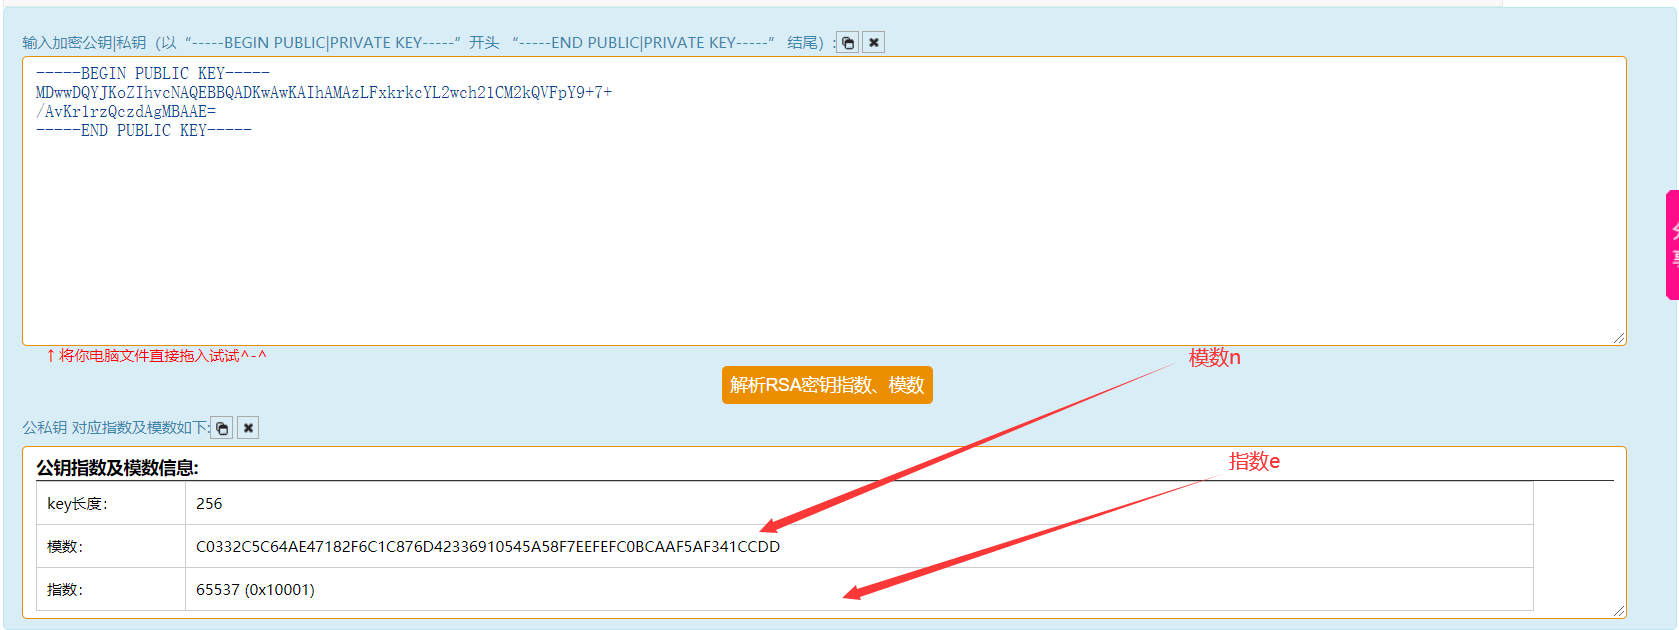 输入加密公钥|私钥（以“-----BEGIN PUBLIC|PRIVATE KEY-----”开头 “-----END PUBLIC|PRIVATE KEY-----” 结尾）:
-----BEGIN PUBLIC KEY-----
MDwwDQYJKoZIhvcNAQEBBQADKwAwKAIhAMAzLFxkrkcYL2wch21CM2kQVFpY9+7+
/AvKr1rzQczdAgMBAAE=
-----END PUBLIC KEY-----
↑将你电脑文件直接拖入试试^-^
模数n
解析RSA密钥指数、模数
公私钥 对应指数及模数如下:
指数e
公钥指数及模数信息:
key长度： 256
模数： C0332C5C64AE47182F6C1C876D42336910545A58F7EEFEFC0BCAAF5AF341CCDD
指数： 65537 (0x10001)